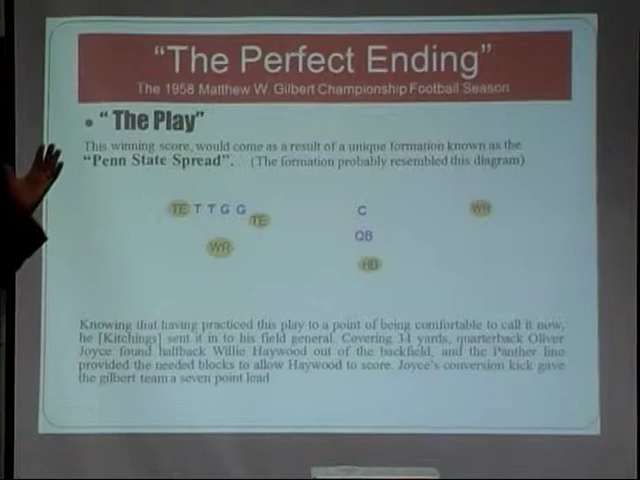 “The Perfect Ending”
The 1958 Matthew W. Gilbert Championship Football Season
• “ The Play”
This winning score, would come as a result of a unique formation known as the
“Penn State Spread”. (The formation probably resembled this diagram)
TE T T G G C WR
TE
WR QB
HB
Knowing that having practiced this play to a point of being comfortable to call it now,
he [Kitchings] sent it in to his field general. Covering 34 yards, quarterback Oliver
Joyce found halfback Willie Haywood out of the backfield, and the Panther line
provided the needed blocks to allow Haywood to score. Joyce’s conversion kick gave
the gilbert team a seven point lead